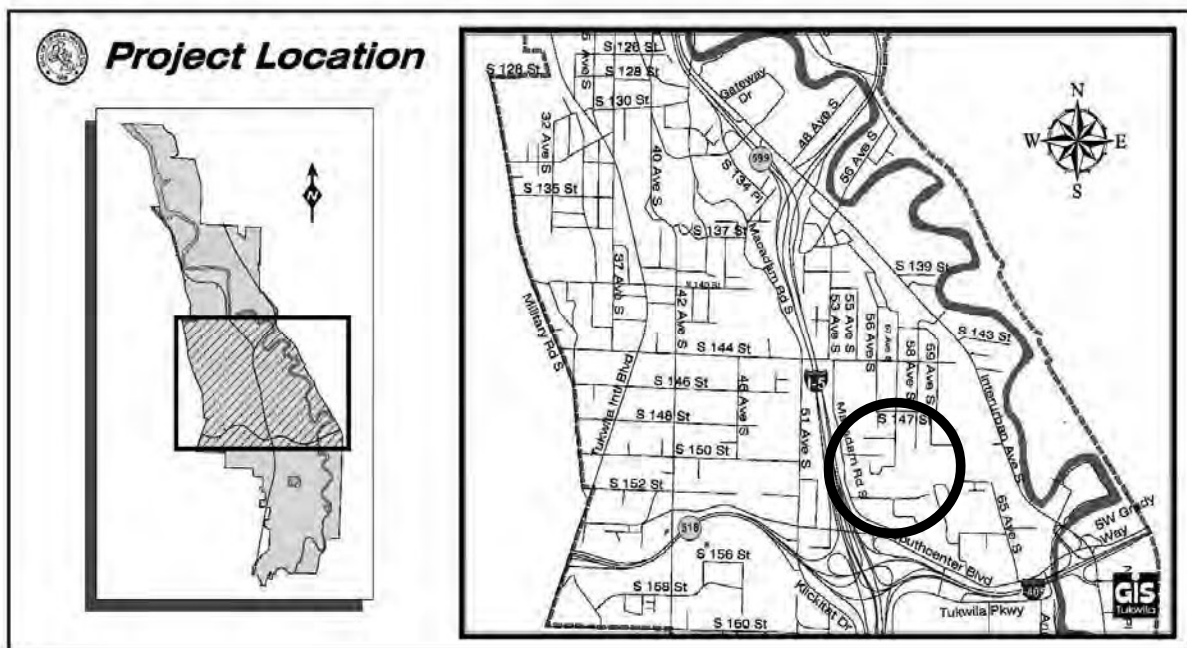 Project Location
N
S 126 St
S 128 St
S 128 St
S 130 St
Gateway Dr
48 Ave S
56 Ave S
32 Ave S
40 Ave S
599
S 134 Pl
S 135 St
S 137 St
Macadam Rd S
37 Ave S
42 Ave S
S 139 St
Military Rd S
53 Ave S
55 Ave S
56 Ave S
58 Ave S
59 Ave S
S 143 St
S 144 St
I-5
Tukwila Intl Blvd
S 146 St
46 Ave S
51 Ave S
Macadam Rd S
S 147 St
Interurban Ave S
S 148 St
S 150 St
S 152 St
65 Ave S
SW Grady Way
518
S 156 St
Southcenter Blvd
S 158 St
Klickitat Dr
Tukwila Pkwy
S 160 St
N
W
E
S
GIS
Tukwila